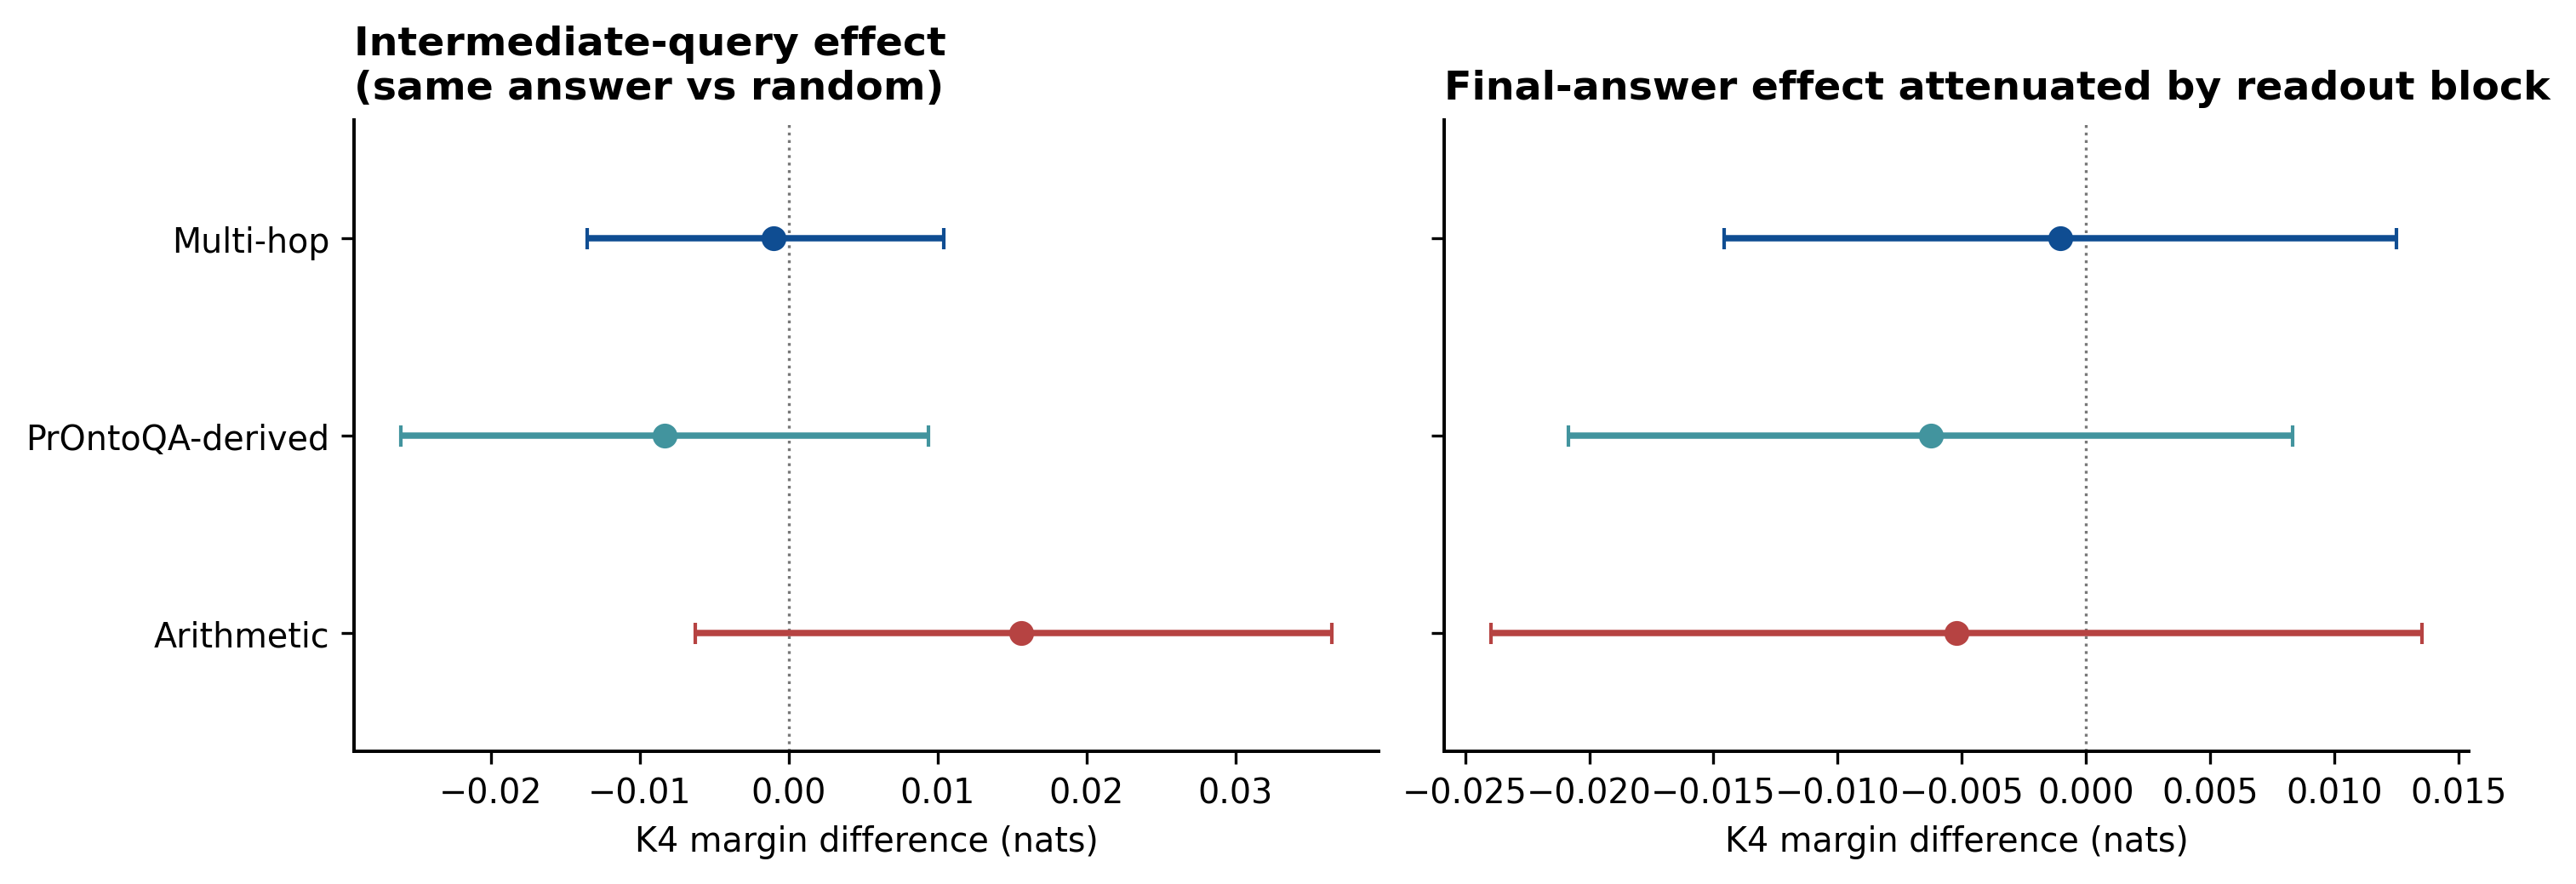 Intermediate-query effect
(same answer vs random)
Multi-hop
PrOntoQA-derived
Arithmetic
−0.02 −0.01 0.00 0.01 0.02 0.03
K4 margin difference (nats)
Final-answer effect attenuated by readout block
−0.025 −0.020 −0.015 −0.010 −0.005 0.000 0.005 0.010 0.015
K4 margin difference (nats)